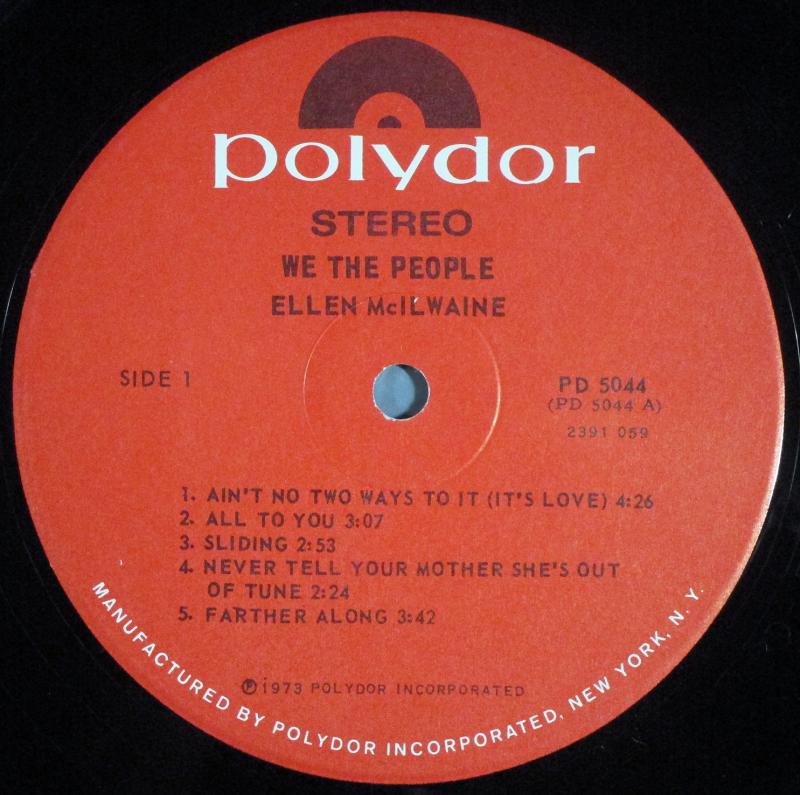 polydor
STEREO
WE THE PEOPLE
ELLEN McILWAINE
SIDE 1
PD 5044
(PD 5044 A)
2391 059
1. AIN'T NO TWO WAYS TO IT (IT'S LOVE) 4:26
2. ALL TO YOU 3:07
3. SLIDING 2:53
4. NEVER TELL YOUR MOTHER SHE'S OUT
OF TUNE 2:24
5. FARTHER ALONG 3:42
℗1973 POLYDOR INCORPORATED
MANUFACTURED BY POLYDOR INCORPORATED, NEW YORK, N.Y.